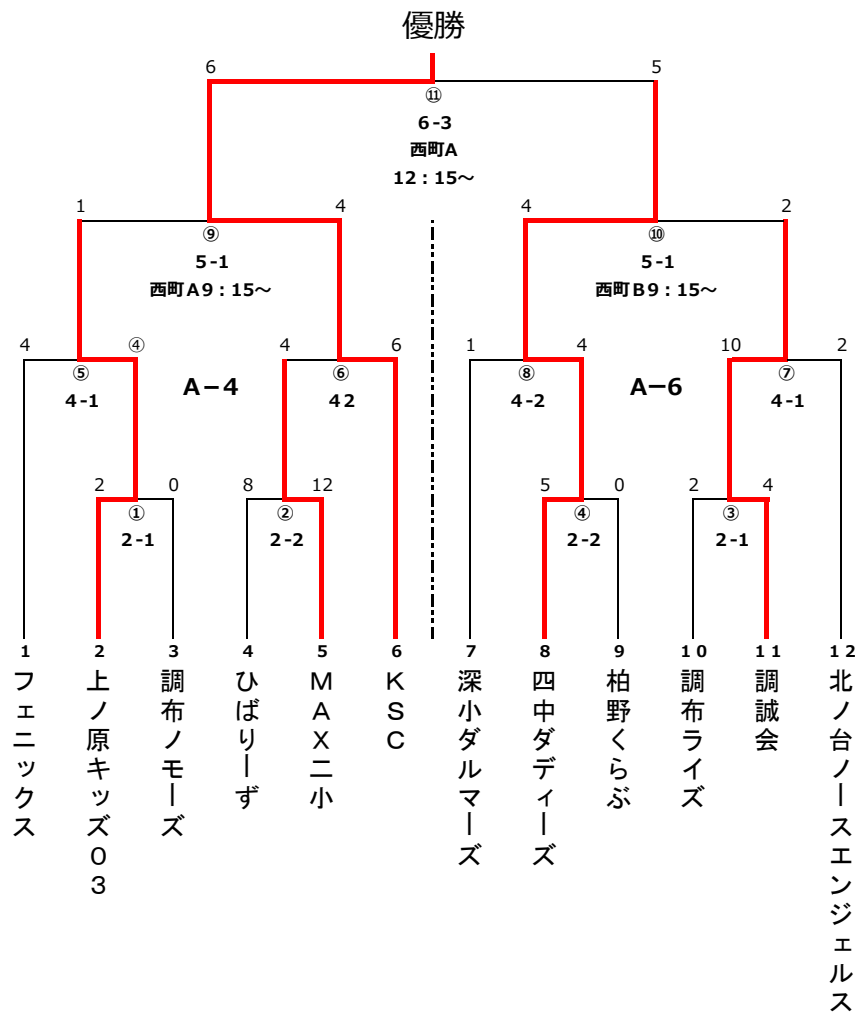 優勝
6 5
⑪
6-3
西町A
12:15～
1 4 4 2
⑨ ⑩
5-1 5-1
西町A9:15～ 西町B9:15～
4 ④ 4 6 1 4 10 2
⑤ A－4 ⑥ ⑧ A－6 ⑦
4-1 42 4-2 4-1
2 0 8 12 5 0 2 4
① ② ④ ③
2-1 2-2 2-2 2-1
1 2 3 4 5 6 7 8 9 10 11 12
フェニックス
上ノ原キッズ03
調布ノモーズ
ひばりーず
MAX二小
KSC
深小ダルマーズ
四中ダディーズ
柏野くらぶ
調布ライズ
調誠会
北ノ台ノースエンジェルス